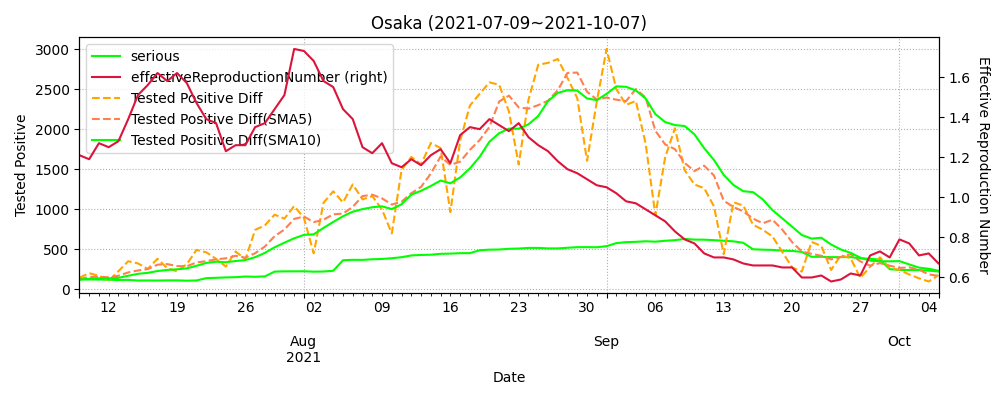 Osaka (2021-07-09~2021-10-07)
serious
effectiveReproductionNumber (right)
Tested Positive Diff
Tested Positive Diff(SMA5)
Tested Positive Diff(SMA10)
Tested Positive
3000
2500
2000
1500
1000
500
0
1.6
1.4
1.2
1.0
0.8
0.6
Effective Reproduction Number
12 19 26 02 09 16 23 30 06 13 20 27 04
Aug Sep Oct
2021
Date